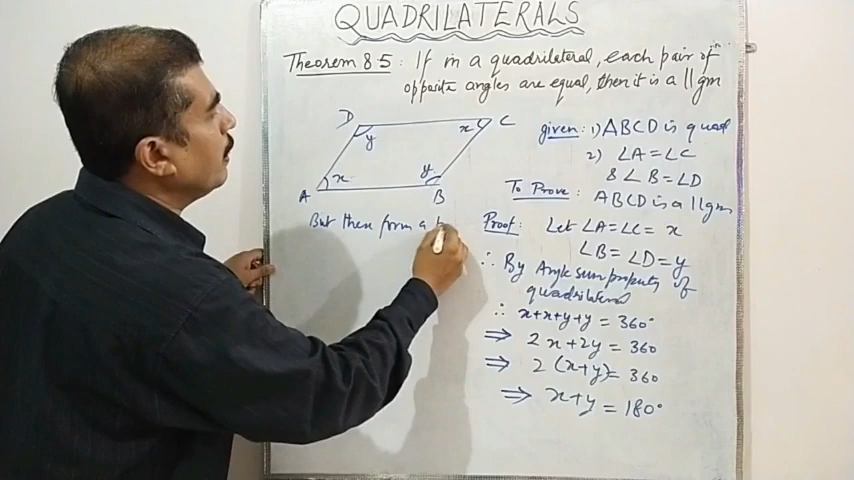 QUADRILATERALS
Theorem 8.5 : If in a quadrilateral, each pair of
opposite angles are equal, then it is a ||gm
D C
y x
x y
A B
But these form a
given: 1) ABCD is quad
2) ∠A = ∠C
& ∠B = ∠D
To Prove: ABCD is a ||gm
Proof: Let ∠A = ∠C = x
∠B = ∠D = y
∴ By Angle sum property of
quadrilateral
∴ x+x+y+y = 360°
⇒ 2x + 2y = 360
⇒ 2(x+y) = 360
⇒ x+y = 180°